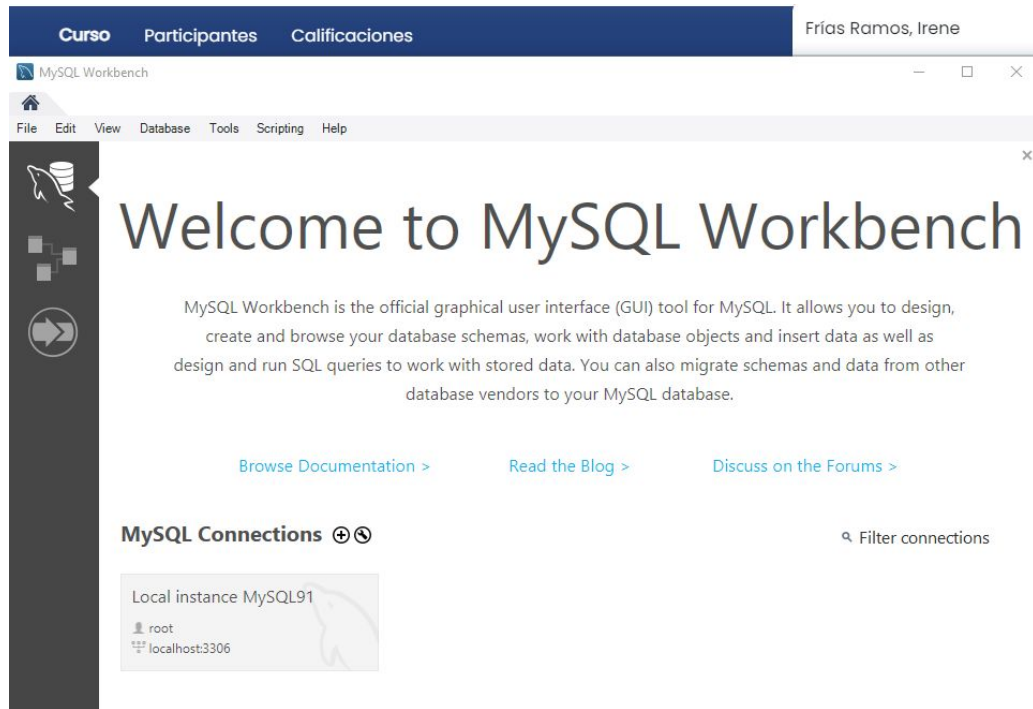 Curso Participantes Calificaciones
Frías Ramos, Irene
MySQL Workbench
File Edit View Database Tools Scripting Help
Welcome to MySQL Workbench
MySQL Workbench is the official graphical user interface (GUI) tool for MySQL. It allows you to design,
create and browse your database schemas, work with database objects and insert data as well as
design and run SQL queries to work with stored data. You can also migrate schemas and data from other
database vendors to your MySQL database.
Browse Documentation > Read the Blog > Discuss on the Forums >
MySQL Connections
Filter connections
Local instance MySQL91
root
localhost:3306